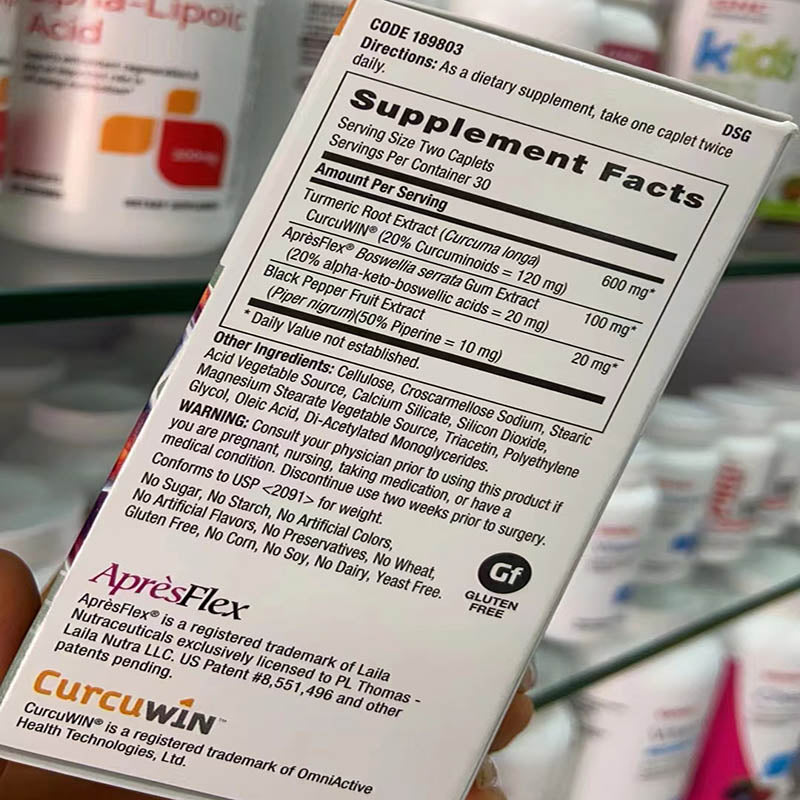 Alpha-Lipoic
Acid
kids
CODE 189803
DSG
Directions: As a dietary supplement, take one caplet twice
daily.
Supplement Facts
Serving Size Two Caplets
Servings Per Container 30
Amount Per Serving
Turmeric Root Extract (Curcuma longa) 600 mg*
CurcuWIN® (20% Curcuminoids = 120 mg)
AprèsFlex® Boswellia serrata Gum Extract 100 mg*
(20% alpha-keto-boswellic acids = 20 mg)
Black Pepper Fruit Extract 20 mg*
(Piper nigrum)(50% Piperine = 10 mg)
* Daily Value not established.
Other Ingredients: Cellulose, Croscarmellose Sodium, Stearic
Acid Vegetable Source, Calcium Silicate, Silicon Dioxide,
Magnesium Stearate Vegetable Source, Triacetin, Polyethylene
Glycol, Oleic Acid, Di-Acetylated Monoglycerides.
WARNING: Consult your physician prior to using this product if
you are pregnant, nursing, taking medication, or have a
medical condition. Discontinue use two weeks prior to surgery.
Conforms to USP <2091> for weight.
No Sugar, No Starch, No Artificial Colors,
No Artificial Flavors, No Preservatives, No Wheat,
Gluten Free, No Corn, No Soy, No Dairy, Yeast Free.
Gf
GLUTEN
FREE
AprèsFlex
AprèsFlex® is a registered trademark of Laila
Nutraceuticals exclusively licensed to PL Thomas -
Laila Nutra LLC. US Patent #8,551,496 and other
patents pending.
CurcuWIN™
CurcuWIN® is a registered trademark of OmniActive
Health Technologies, Ltd.